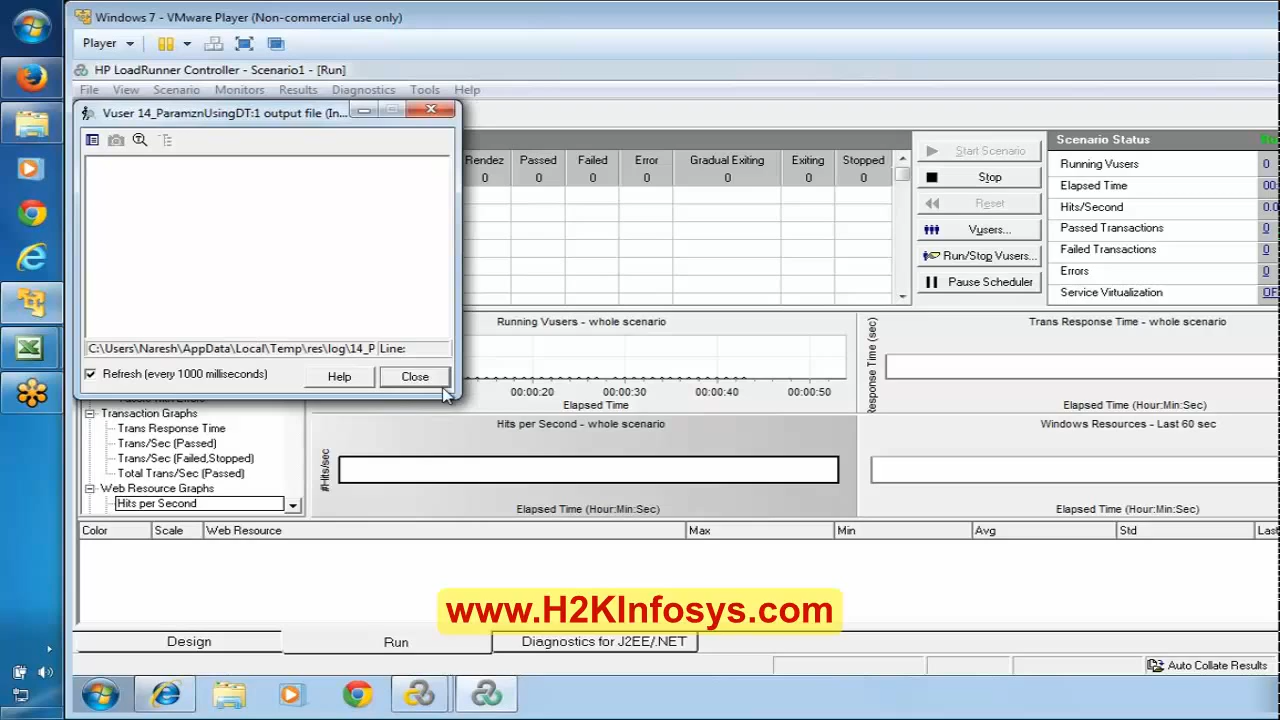 Windows 7 - VMware Player (Non-commercial use only)
Player
HP LoadRunner Controller - Scenario1 - [Run]
File View Scenario Monitors Results Diagnostics Tools Help
Vuser 14_ParamznUsingDT:1 output file (In...
C:\Users\Naresh\AppData\Local\Temp\res\log\14_P Line:
Refresh (every 1000 milliseconds)
Help
Close
Rendez Passed Failed Error Gradual Exiting Exiting Stopped
0 0 0 0 0 0 0
Start Scenario
Stop
Reset
Vusers...
Run/Stop Vusers...
Pause Scheduler
Scenario Status
Running Vusers 0
Elapsed Time 00:
Hits/Second 0.0
Passed Transactions 0
Failed Transactions 0
Errors 0
Service Virtualization OF
Running Vusers - whole scenario
00:00:20 00:00:30 00:00:40 00:00:50
Elapsed Time
Trans Response Time - whole scenario
Response Time (sec)
Elapsed Time (Hour:Min:Sec)
Transaction Graphs
Trans Response Time
Trans/Sec (Passed)
Trans/Sec (Failed,Stopped)
Total Trans/Sec (Passed)
Web Resource Graphs
Hits per Second
Hits per Second - whole scenario
#Hits/sec
Elapsed Time (Hour:Min:Sec)
Windows Resources - Last 60 sec
Elapsed Time (Hour:Min:Sec)
Color Scale Web Resource Max Min Avg Std Last
www.H2KInfosys.com
Design Run Diagnostics for J2EE/.NET
Auto Collate Results